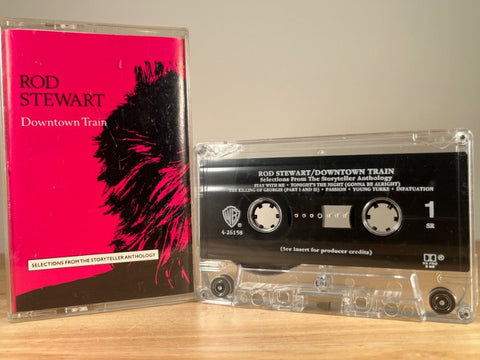 ROD
STEWART
Downtown Train
SELECTIONS FROM THE STORYTELLER ANTHOLOGY
ROD STEWART/DOWNTOWN TRAIN
Selections From The Storyteller Anthology
STAY WITH ME • TONIGHT'S THE NIGHT (GONNA BE ALRIGHT)
THE KILLING OF GEORGIE (PART I AND II) • PASSION • YOUNG TURKS • INFATUATION
4-26158
1
SR
(See insert for producer credits)